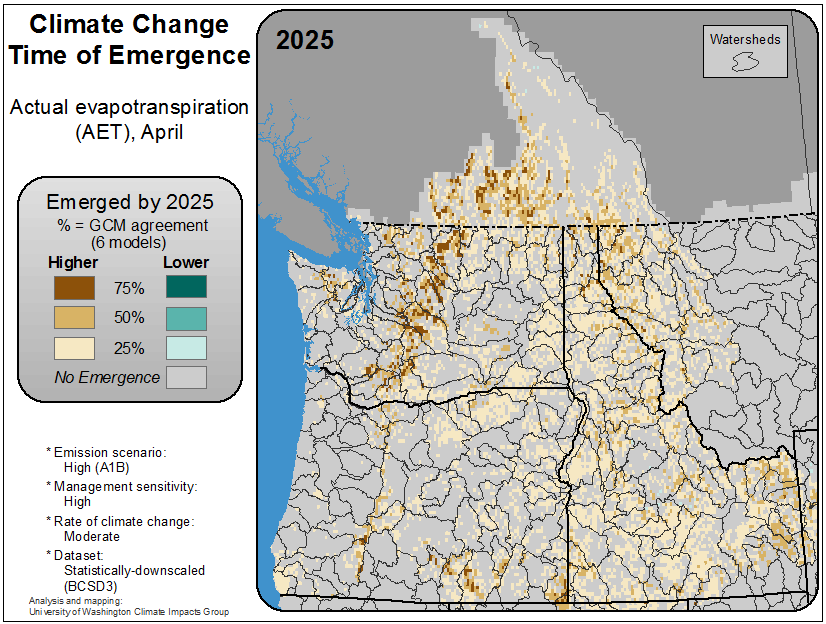 Climate Change
Time of Emergence
Actual evapotranspiration
(AET), April
Emerged by 2025
% = GCM agreement
(6 models)
Higher Lower
75%
50%
25%
No Emergence
* Emission scenario:
High (A1B)
* Management sensitivity:
High
* Rate of climate change:
Moderate
* Dataset:
Statistically-downscaled
(BCSD3)
Analysis and mapping:
University of Washington Climate Impacts Group
2025
Watersheds